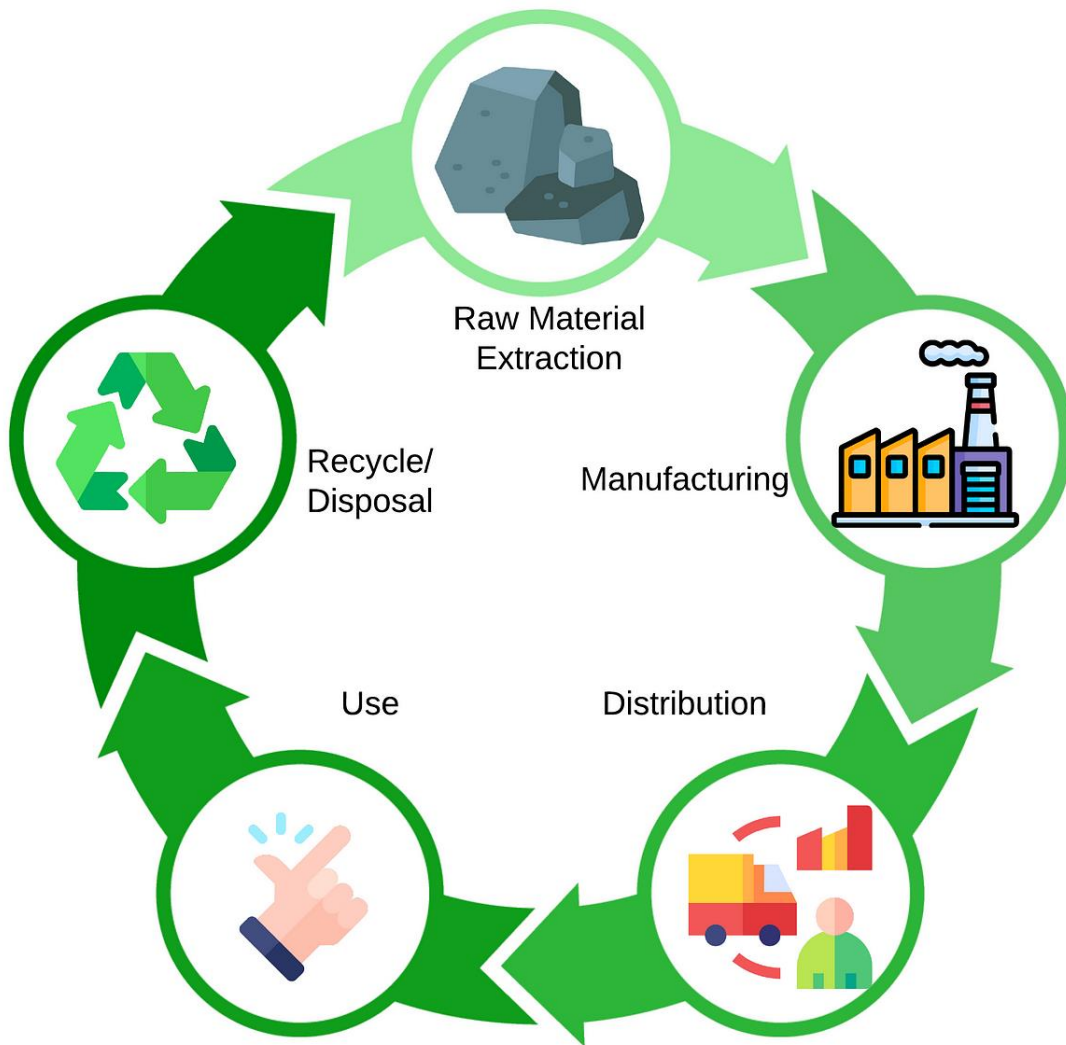 Raw Material
Extraction
Manufacturing
Distribution
Use
Recycle/
Disposal